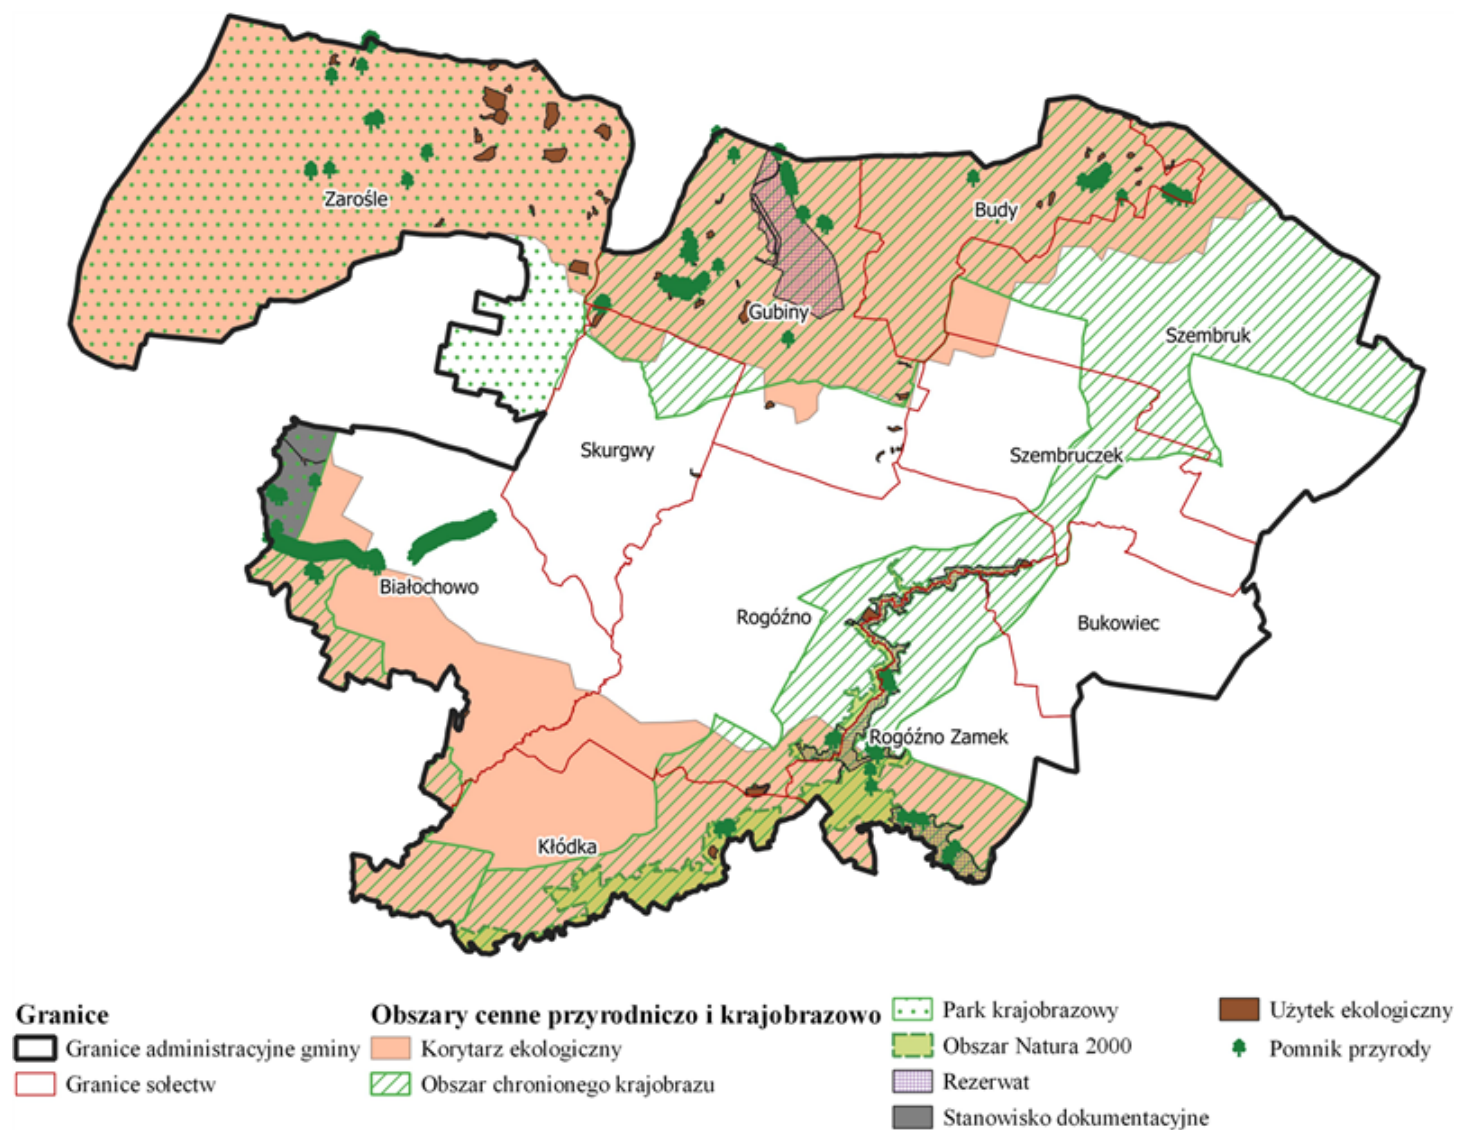 Zarośle
Budy
Gubiny
Szembruk
Skurgwy
Szembruczek
Białochowo
Rogóźno
Bukowiec
Rogóźno Zamek
Kłódka
Granice
Granice administracyjne gminy
Granice sołectw
Obszary cenne przyrodniczo i krajobrazowo
Korytarz ekologiczny
Obszar chronionego krajobrazu
Park krajobrazowy
Obszar Natura 2000
Rezerwat
Stanowisko dokumentacyjne
Użytek ekologiczny
Pomnik przyrody